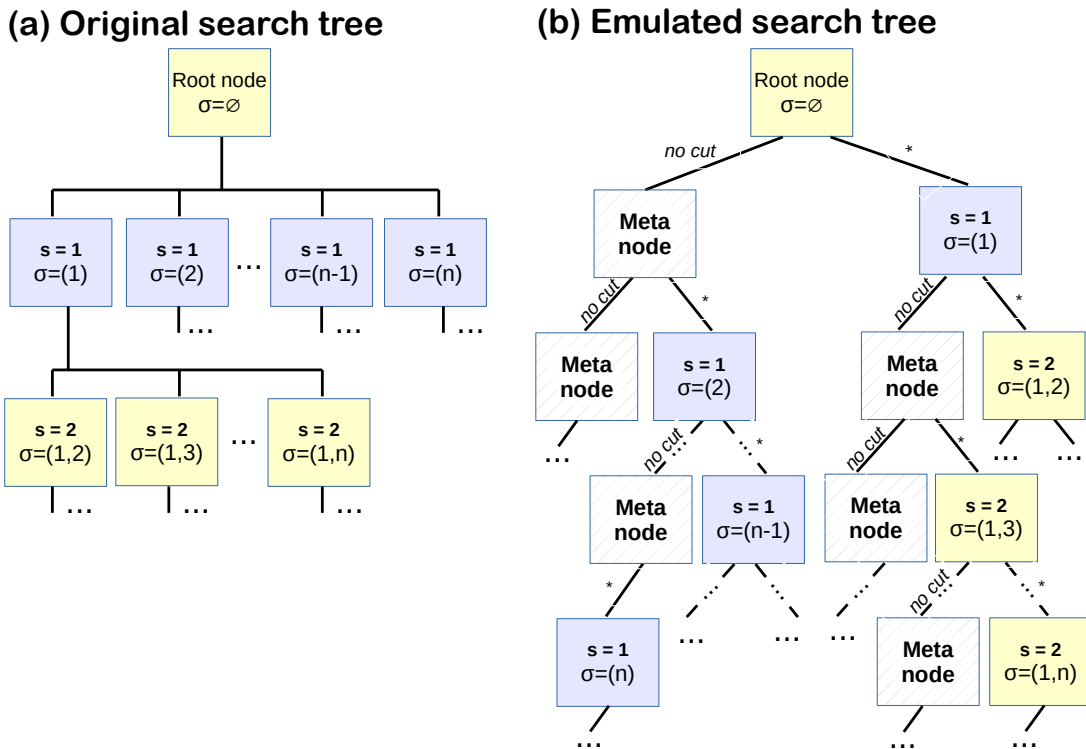 (a) Original search tree
Root node
σ=∅
s = 1
σ=(1)
s = 1
σ=(2)
...
s = 1
σ=(n-1)
s = 1
σ=(n)
...
...
...
s = 2
σ=(1,2)
s = 2
σ=(1,3)
...
s = 2
σ=(1,n)
...
...
...
(b) Emulated search tree
Root node
σ=∅
no cut
*
Meta
node
s = 1
σ=(1)
no cut
*
no cut
*
Meta
node
s = 1
σ=(2)
Meta
node
s = 2
σ=(1,2)
...
no cut
...
...
*
no cut
*
...
...
Meta
node
s = 1
σ=(n-1)
Meta
node
s = 2
σ=(1,3)
*
...
...
...
no cut
...
...
*
s = 1
σ=(n)
...
...
...
Meta
node
s = 2
σ=(1,n)
...
...
...